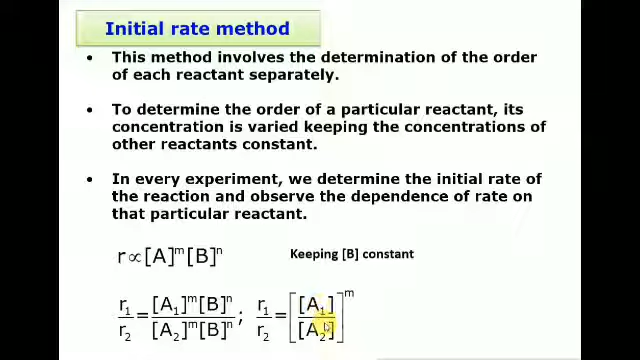 Initial rate method
• This method involves the determination of the order
of each reactant separately.
• To determine the order of a particular reactant, its
concentration is varied keeping the concentrations of
other reactants constant.
• In every experiment, we determine the initial rate of
the reaction and observe the dependence of rate on
that particular reactant.
r∝[A]ᵐ[B]ⁿ Keeping [B] constant
r₁/r₂ = [A₁]ᵐ[B]ⁿ/[A₂]ᵐ[B]ⁿ ; r₁/r₂ = [[A₁]/[A₂]]ᵐ